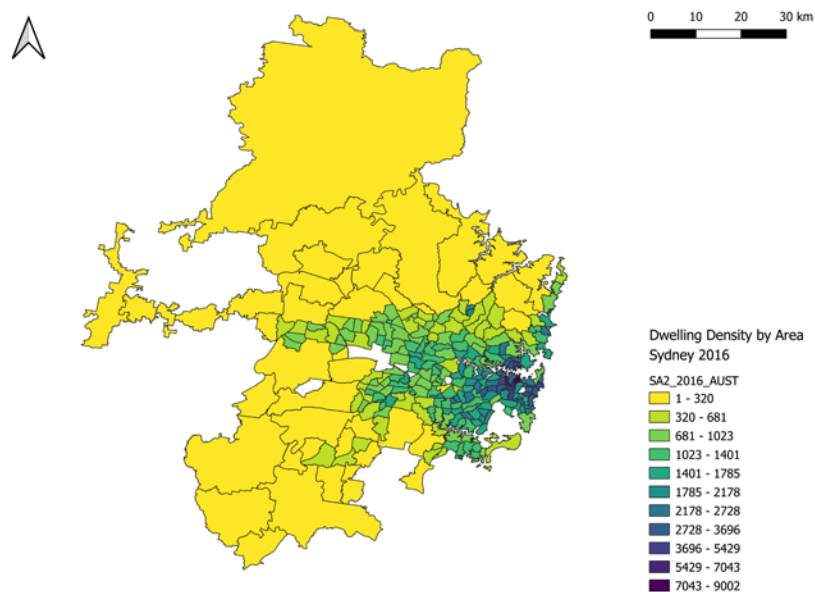 0 10 20 30 km
Dwelling Density by Area
Sydney 2016
SA2_2016_AUST
1 - 320
320 - 681
681 - 1023
1023 - 1401
1401 - 1785
1785 - 2178
2178 - 2728
2728 - 3696
3696 - 5429
5429 - 7043
7043 - 9002